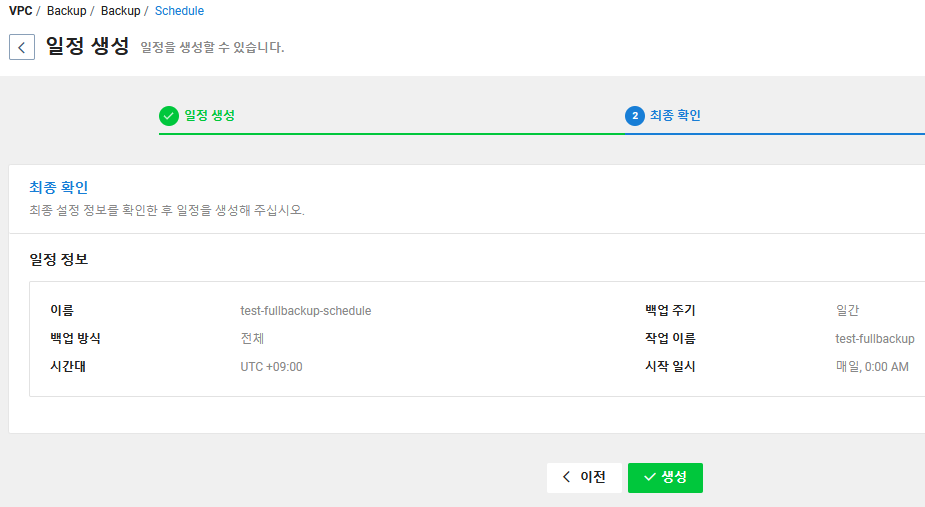 VPC / Backup / Backup / Schedule
일정 생성 일정을 생성할 수 있습니다.
일정 생성 2 최종 확인
최종 확인
최종 설정 정보를 확인한 후 일정을 생성해 주십시오.
일정 정보
이름 test-fullbackup-schedule 백업 주기 일간
백업 방식 전체 작업 이름 test-fullbackup
시간대 UTC +09:00 시작 일시 매일, 0:00 AM
이전 생성